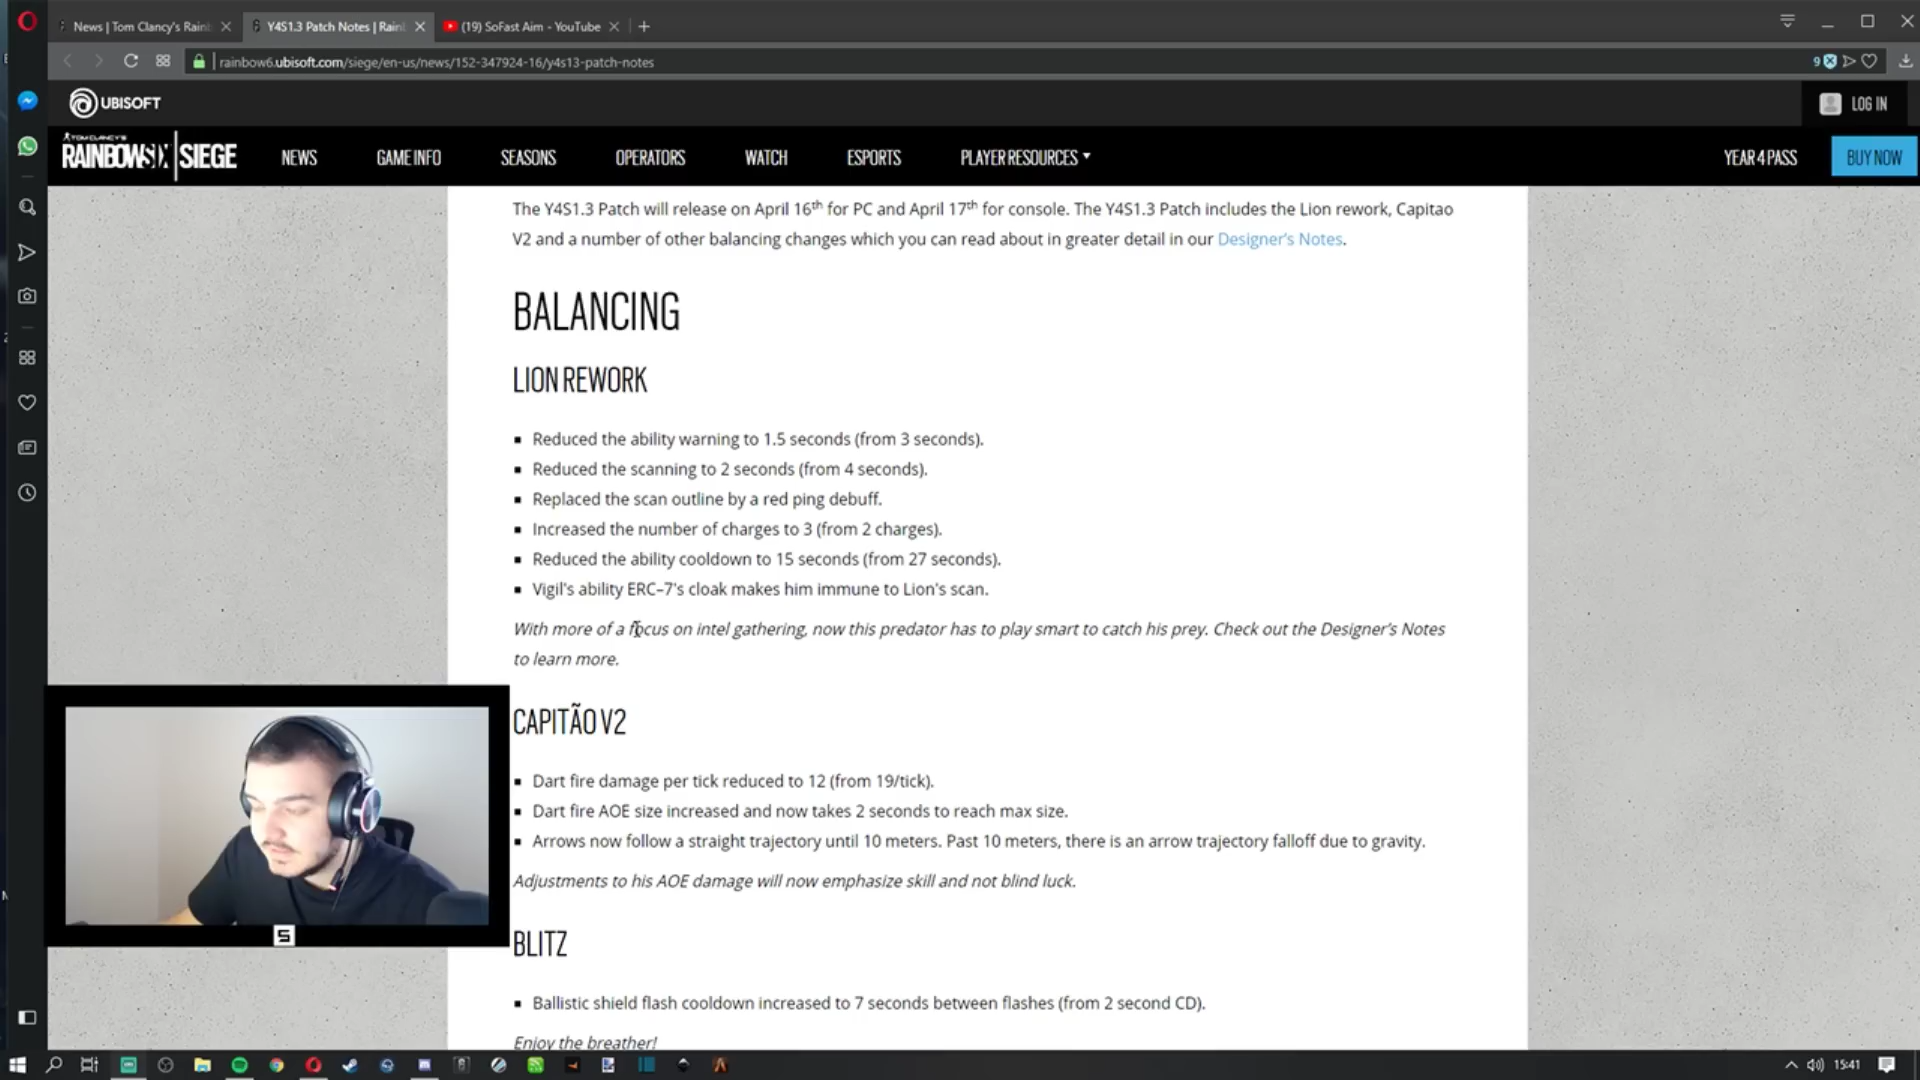 News | Tom Clancy's Rainb
Y4S1.3 Patch Notes | Rainb
(19) SoFast Aim - YouTube
rainbow6.ubisoft.com/siege/en-us/news/152-347924-16/y4s13-patch-notes
9
UBISOFT
LOG IN
TOM CLANCY'S
RAINBOW SIX | SIEGE
NEWS
GAME INFO
SEASONS
OPERATORS
WATCH
ESPORTS
PLAYER RESOURCES
YEAR 4 PASS
BUY NOW
The Y4S1.3 Patch will release on April 16th for PC and April 17th for console. The Y4S1.3 Patch includes the Lion rework, Capitao
V2 and a number of other balancing changes which you can read about in greater detail in our Designer's Notes.
BALANCING
LION REWORK
Reduced the ability warning to 1.5 seconds (from 3 seconds).
Reduced the scanning to 2 seconds (from 4 seconds).
Replaced the scan outline by a red ping debuff.
Increased the number of charges to 3 (from 2 charges).
Reduced the ability cooldown to 15 seconds (from 27 seconds).
Vigil's ability ERC–7's cloak makes him immune to Lion's scan.
With more of a focus on intel gathering, now this predator has to play smart to catch his prey. Check out the Designer's Notes
to learn more.
CAPITÃO V2
Dart fire damage per tick reduced to 12 (from 19/tick).
Dart fire AOE size increased and now takes 2 seconds to reach max size.
Arrows now follow a straight trajectory until 10 meters. Past 10 meters, there is an arrow trajectory falloff due to gravity.
Adjustments to his AOE damage will now emphasize skill and not blind luck.
S
BLITZ
Ballistic shield flash cooldown increased to 7 seconds between flashes (from 2 second CD).
Enjoy the breather!
15:41